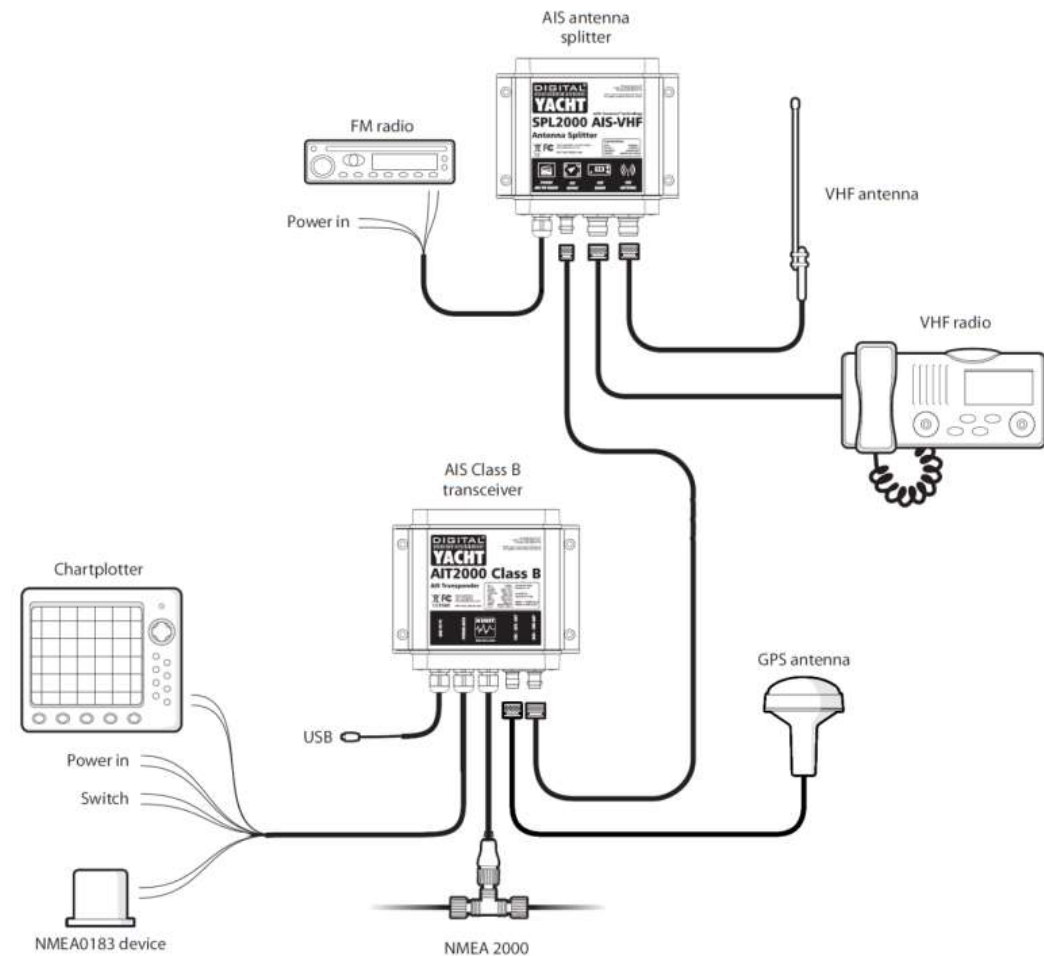 AIS antenna
splitter
DIGITAL
YACHT
SPL2000 AIS-VHF
Antenna Splitter
FC
FM radio
Power in
VHF antenna
VHF radio
AIS Class B
transceiver
DIGITAL
YACHT
AIT2000 Class B
AIS Transponder
FC
Chartplotter
GPS antenna
USB
Power in
Switch
NMEA0183 device
NMEA 2000